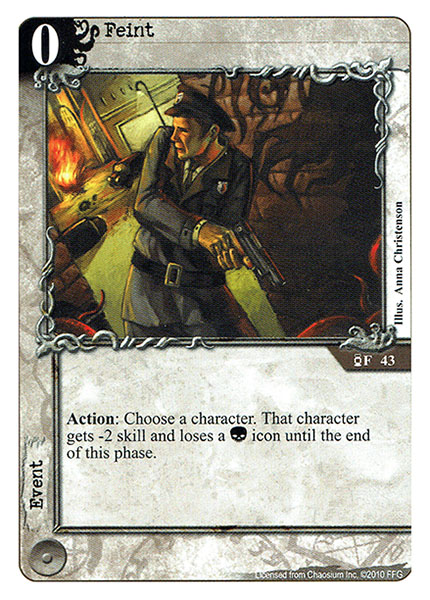 0
Feint
Illus. Anna Christenson
F 43
Action: Choose a character. That character
gets -2 skill and loses a icon until the end
of this phase.
Event
Licensed from Chaosium Inc. ©2010 FFG